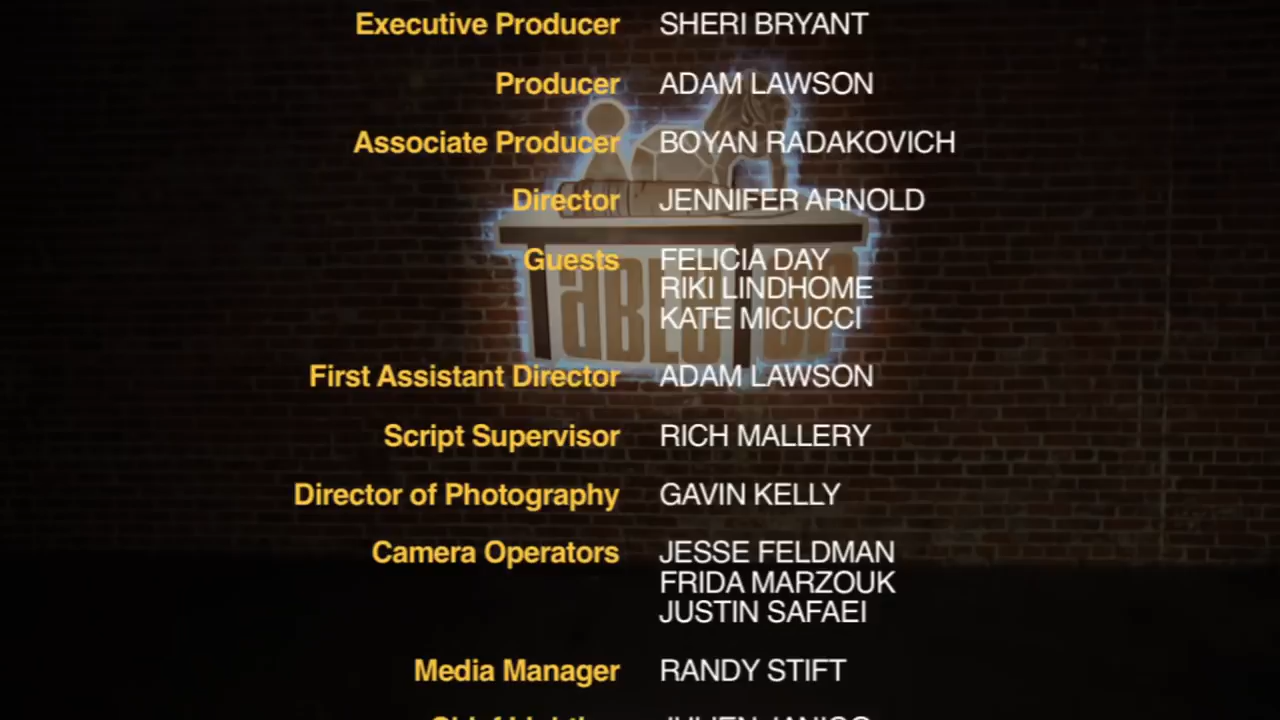 Executive Producer SHERI BRYANT
Producer ADAM LAWSON
Associate Producer BOYAN RADAKOVICH
Director JENNIFER ARNOLD
Guests FELICIA DAY
RIKI LINDHOME
KATE MICUCCI
First Assistant Director ADAM LAWSON
Script Supervisor RICH MALLERY
Director of Photography GAVIN KELLY
Camera Operators JESSE FELDMAN
FRIDA MARZOUK
JUSTIN SAFAEI
Media Manager RANDY STIFT